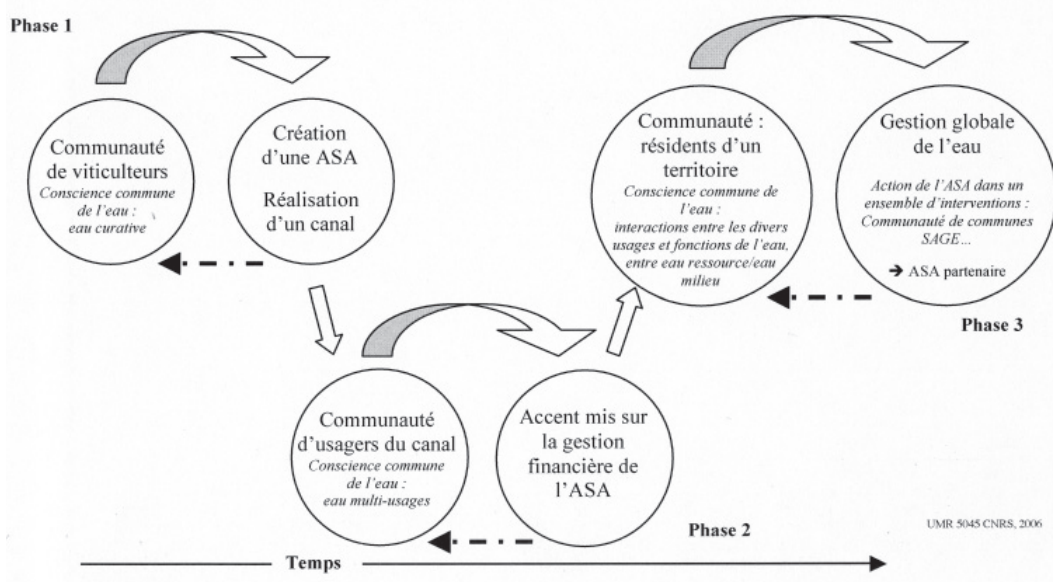 Phase 1
Communauté
de viticulteurs
Conscience commune
de l'eau :
eau curative
Création
d'une ASA
Réalisation
d'un canal
Communauté
d'usagers du canal
Conscience commune
de l'eau :
eau multi-usages
Accent mis sur
la gestion
financière de
l'ASA
Phase 2
Communauté :
résidents d'un
territoire
Conscience commune de
l'eau :
interactions entre les divers
usages et fonctions de l'eau,
entre eau ressource/eau
milieu
Gestion globale
de l'eau
Action de l'ASA dans un
ensemble d'interventions :
Communauté de communes
SAGE...
➔ ASA partenaire
Phase 3
UMR 5045 CNRS, 2006
Temps